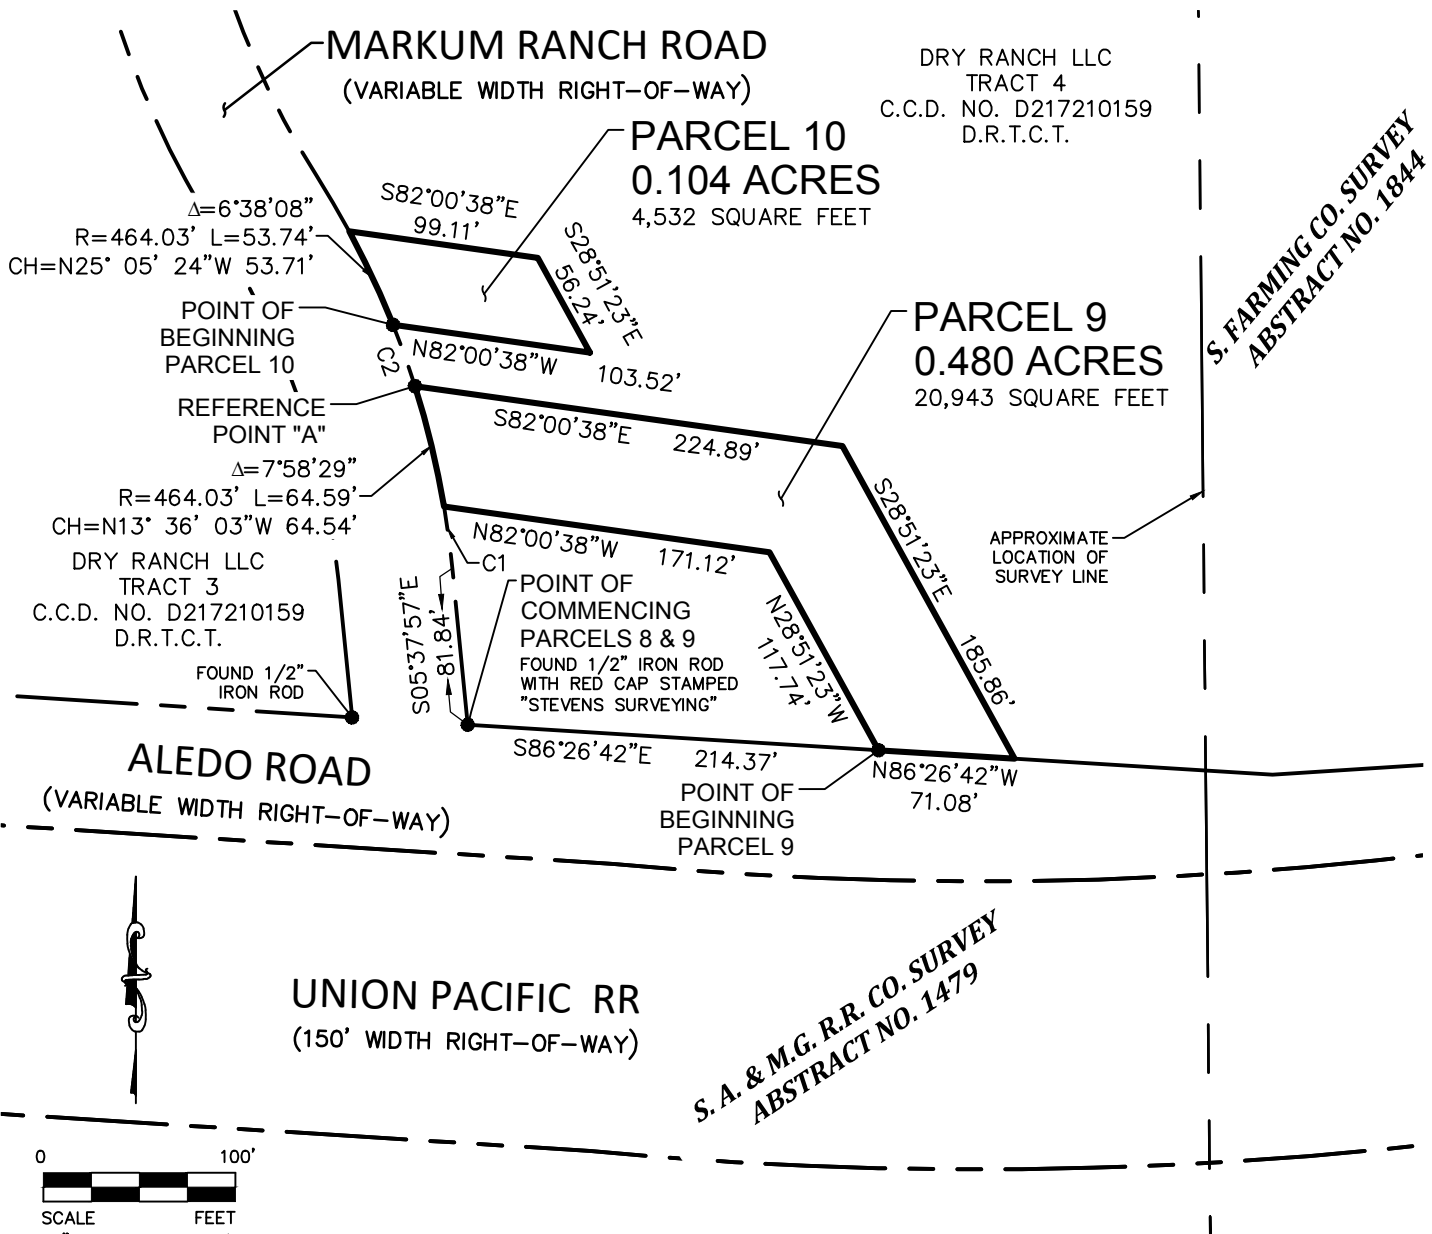 MARKUM RANCH ROAD
(VARIABLE WIDTH RIGHT-OF-WAY)
DRY RANCH LLC
TRACT 4
C.C.D. NO. D217210159
D.R.T.C.T.
PARCEL 10
0.104 ACRES
4,532 SQUARE FEET
S. FARMING CO. SURVEY
ABSTRACT NO. 1844
S82°00'38"E
99.11'
S28°51'23"E
56.24'
Δ=6°38'08"
R=464.03' L=53.74'
CH=N25° 05' 24"W 53.71'
POINT OF
BEGINNING
PARCEL 10
C2
N82°00'38"W
103.52'
PARCEL 9
0.480 ACRES
20,943 SQUARE FEET
REFERENCE
POINT "A"
S82°00'38"E 224.89'
Δ=7°58'29"
R=464.03' L=64.59'
CH=N13° 36' 03"W 64.54'
S28°51'23"E
185.86'
N82°00'38"W 171.12'
C1
APPROXIMATE
LOCATION OF
SURVEY LINE
DRY RANCH LLC
TRACT 3
C.C.D. NO. D217210159
D.R.T.C.T.
S05°37'57"E
81.84'
POINT OF
COMMENCING
PARCELS 8 & 9
FOUND 1/2" IRON ROD
WITH RED CAP STAMPED
"STEVENS SURVEYING"
N28°51'23"W
117.74'
FOUND 1/2"
IRON ROD
S86°26'42"E 214.37'
N86°26'42"W
71.08'
POINT OF
BEGINNING
PARCEL 9
ALEDO ROAD
(VARIABLE WIDTH RIGHT-OF-WAY)
UNION PACIFIC RR
(150' WIDTH RIGHT-OF-WAY)
S. A. & M.G. R.R. CO. SURVEY
ABSTRACT NO. 1479
0 100'
SCALE FEET